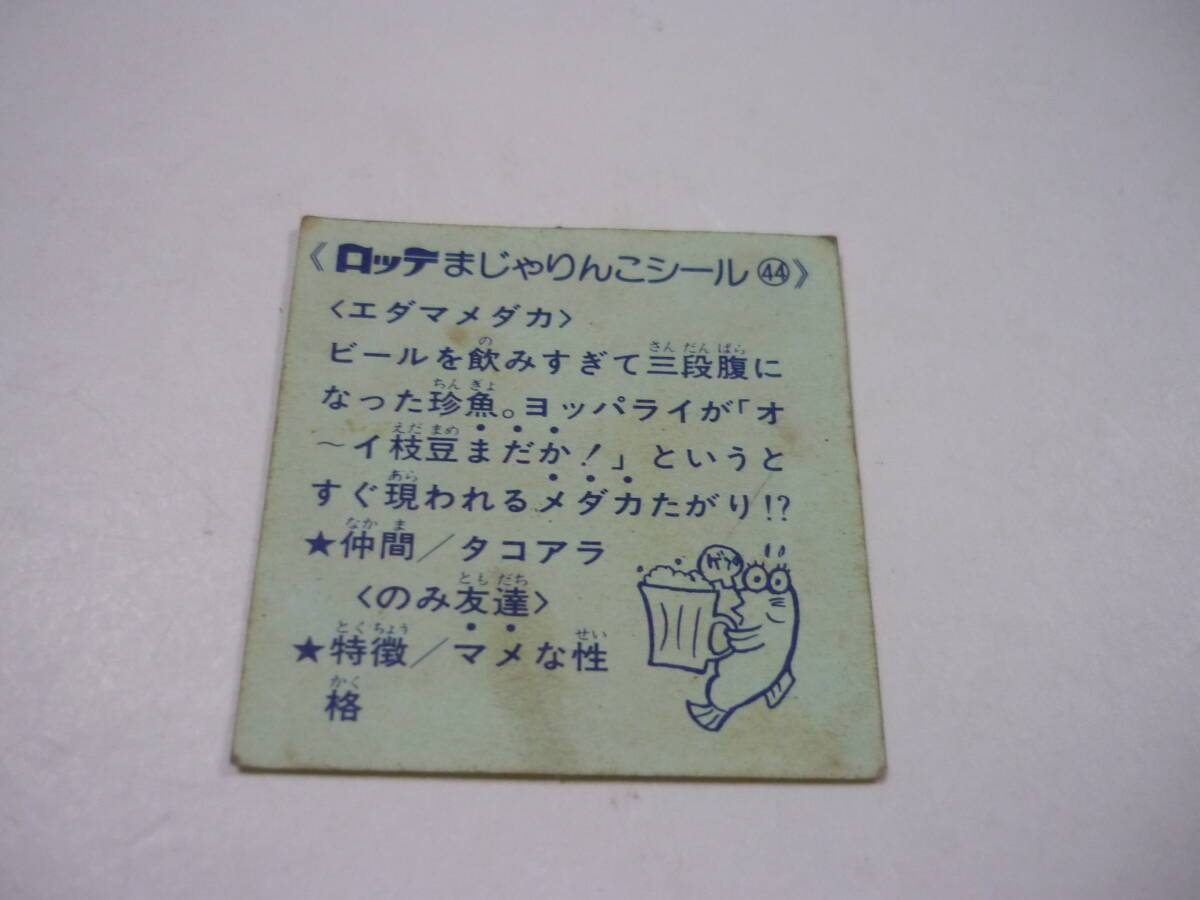 《ロッテまじゃりんこシール㊹》
〈エダマメダカ〉
ビールを飲みすぎて三段腹に
なった珍魚。ヨッパライが「オ
〜イ枝豆まだか!」というと
すぐ現われるメダカたがり!?
★仲間/タコアラ
〈のみ友達〉
★特徴/マメな性
格